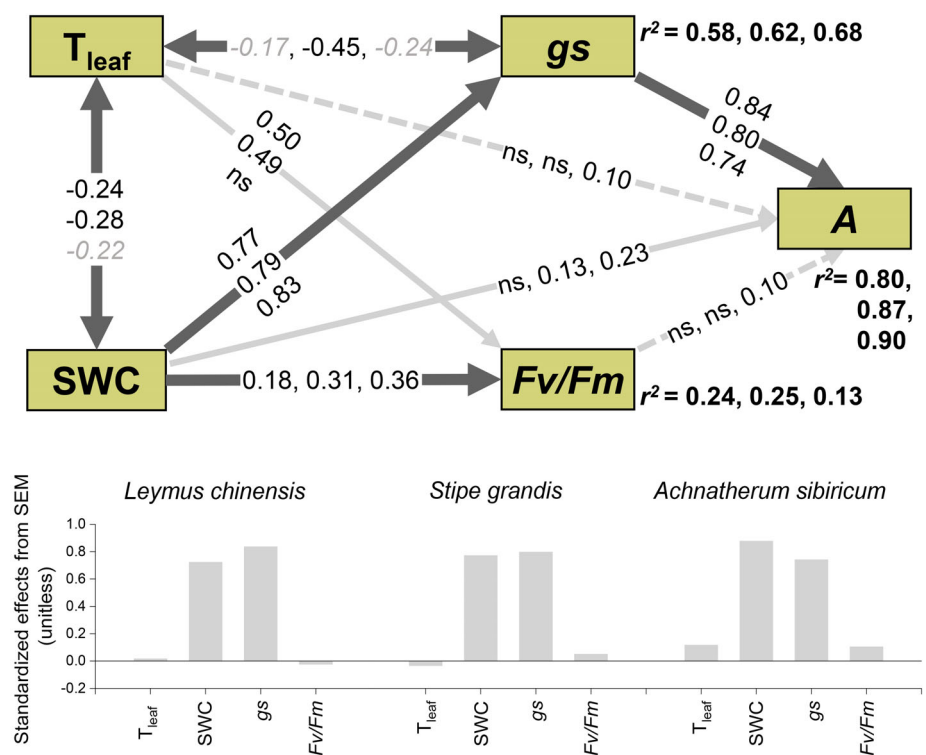 T leaf
-0.17, -0.45, -0.24
gs
r² = 0.58, 0.62, 0.68
0.84
0.80
0.74
0.50
0.49
ns
ns, ns, 0.10
-0.24
-0.28
-0.22
A
0.77
0.79
0.83
ns, 0.13, 0.23
r² = 0.80,
0.87,
0.90
ns, ns, 0.10
SWC
0.18, 0.31, 0.36
Fv/Fm
r² = 0.24, 0.25, 0.13
Leymus chinensis
Stipe grandis
Achnatherum sibiricum
Standardized effects from SEM
(unitless)
1.0
0.8
0.6
0.4
0.2
0.0
-0.2
T leaf
SWC
gs
Fv/Fm
T leaf
SWC
gs
Fv/Fm
T leaf
SWC
gs
Fv/Fm